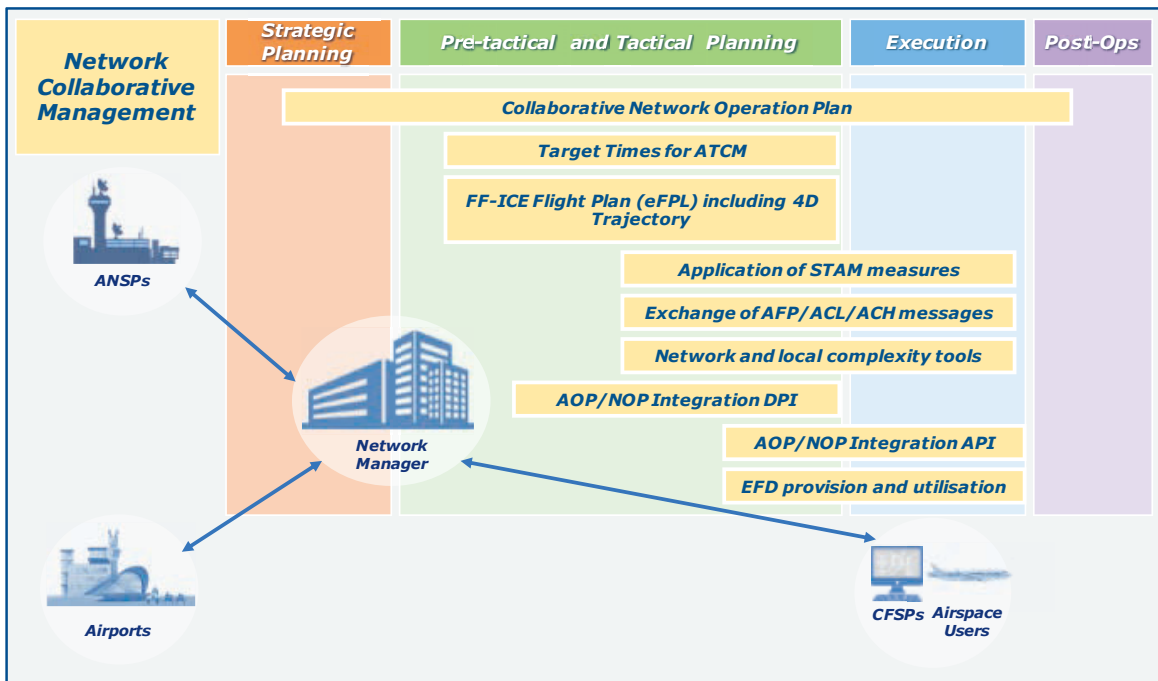 Network
Collaborative
Management
Strategic
Planning
Pre-tactical and Tactical Planning
Execution
Post-Ops
Collaborative Network Operation Plan
Target Times for ATCM
FF-ICE Flight Plan (eFPL) including 4D
Trajectory
ANSPs
Application of STAM measures
Exchange of AFP/ACL/ACH messages
Network and local complexity tools
AOP/NOP Integration DPI
Network
Manager
AOP/NOP Integration API
EFD provision and utilisation
Airports
CFSPs
Airspace
Users